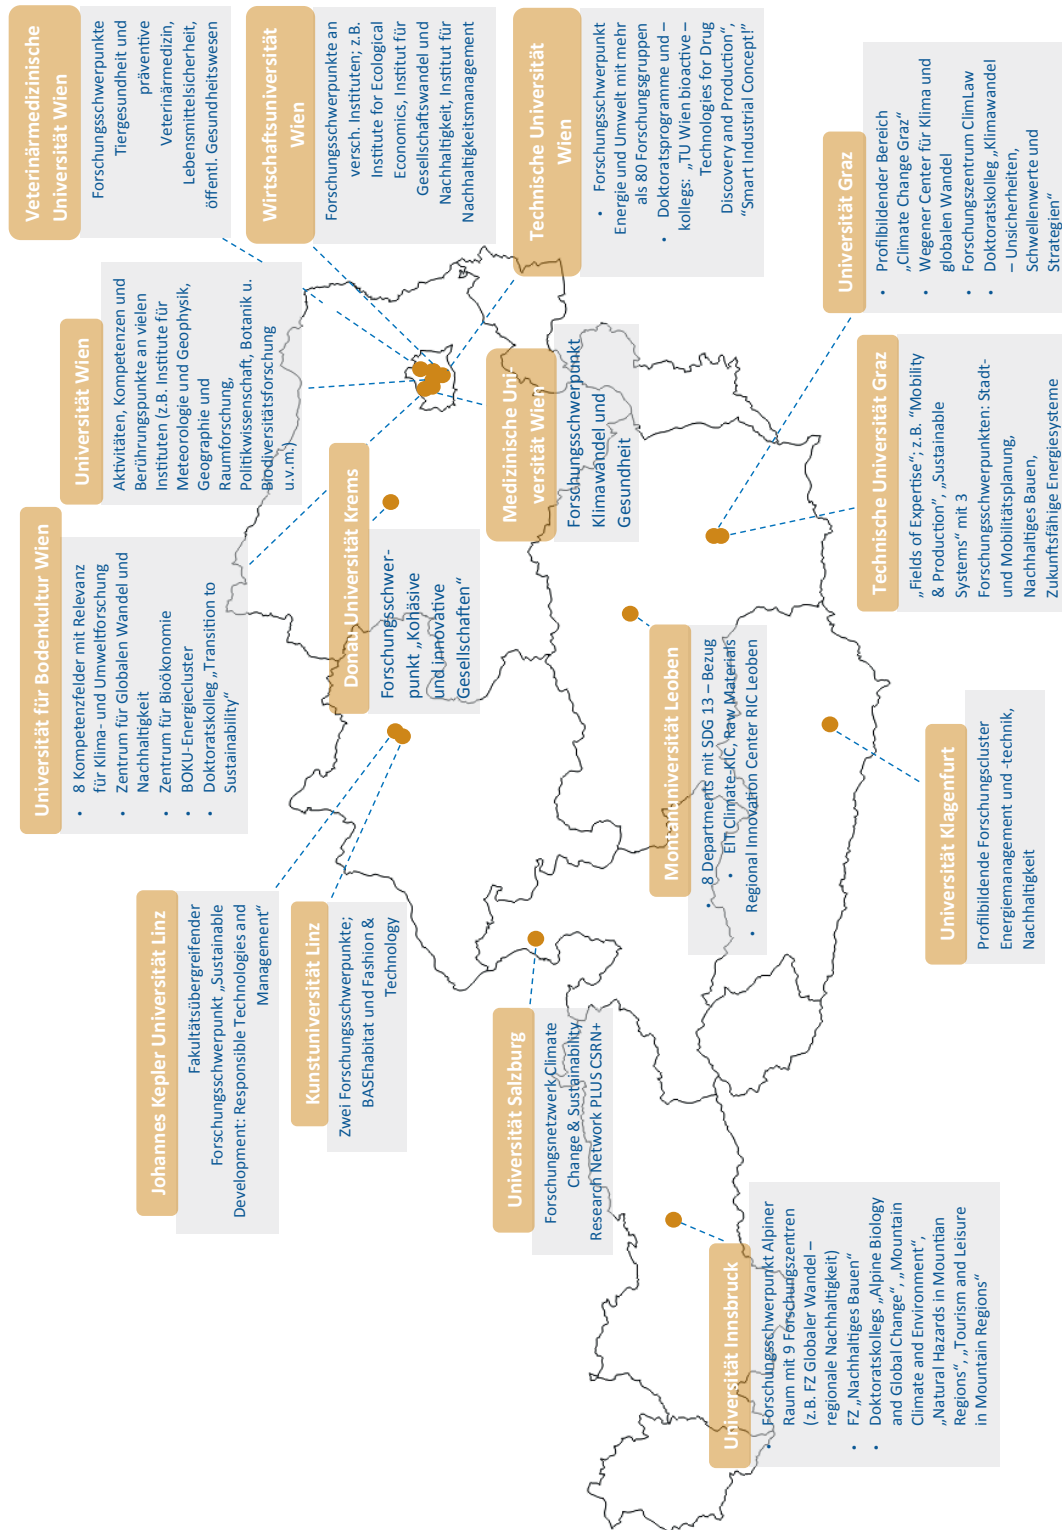 Johannes Kepler Universität Linz
Fakultätsübergreifender
Forschungsschwerpunkt „Sustainable
Development: Responsible Technologies and
Management“
Kunstuniversität Linz
Zwei Forschungsschwerpunkte;
BASEhabitat und Fashion &
Technology
Universität für Bodenkultur Wien
• 8 Kompetenzfelder mit Relevanz
für Klima- und Umweltforschung
• Zentrum für Globalen Wandel und
Nachhaltigkeit
• Zentrum für Bioökonomie
• BOKU-Energiecluster
• Doktoratskolleg „Transition to
Sustainability“
Universität Wien
Aktivitäten, Kompetenzen und
Berührungspunkte an vielen
Instituten (z.B. Institute für
Meteorologie und Geophysik,
Geographie und
Raumforschung,
Politikwissenschaft, Botanik u.
Biodiversitätsforschung
u.v.m.)
Veterinärmedizinische
Universität Wien
Forschungsschwerpunkte
Tiergesundheit und
präventive
Veterinärmedizin,
Lebensmittelsicherheit,
öffentl. Gesundheitswesen
Wirtschaftsuniversität
Wien
Forschungsschwerpunkte an
versch. Instituten; z.B.
Institute for Ecological
Economics, Institut für
Gesellschaftswandel und
Nachhaltigkeit, Institut für
Nachhaltigkeitsmanagement
Donau Universität Krems
Forschungsschwer-
punkt „Kohäsive
und innovative
Gesellschaften“
Medizinische Uni-
versität Wien
Forschungsschwerpunkt
Klimawandel und
Gesundheit
Technische Universität
Wien
• Forschungsschwerpunkt
Energie und Umwelt mit mehr
als 80 Forschungsgruppen
• Doktoratsprogramme und –
kollegs: „TU Wien bioactive –
Technologies for Drug
Discovery and Production“,
“Smart Industrial Concept!“
Universität Salzburg
Forschungsnetzwerk Climate
Change & Sustainability
Research Network PLUS CSRN+
Montanuniversität Leoben
• 8 Departments mit SDG 13 – Bezug
• EIT Climate-KIC, Raw Materials
• Regional Innovation Center RIC Leoben
Universität Innsbruck
• Forschungsschwerpunkt Alpiner
Raum mit 9 Forschungszentren
(z.B. FZ Globaler Wandel –
regionale Nachhaltigkeit)
• FZ „Nachhaltiges Bauen“
• Doktoratskollegs „Alpine Biology
and Global Change“, „Mountain
Climate and Environment“,
„Natural Hazards in Mountian
Regions“, „Tourism and Leisure
in Mountain Regions“
Universität Klagenfurt
Profilbildende Forschungscluster
Energiemanagement und -technik,
Nachhaltigkeit
Technische Universität Graz
„Fields of Expertise“; z.B. “Mobility
& Production“, „Sustainable
Systems“ mit 3
Forschungsschwerpunkten: Stadt-
und Mobilitätsplanung,
Nachhaltiges Bauen,
Zukunftsfähige Energiesysteme
Universität Graz
• Profilbildender Bereich
„Climate Change Graz“
• Wegener Center für Klima und
globalen Wandel
• Forschungszentrum ClimLaw
• Doktoratskolleg „Klimawandel
– Unsicherheiten,
Schwellenwerte und
Strategien“